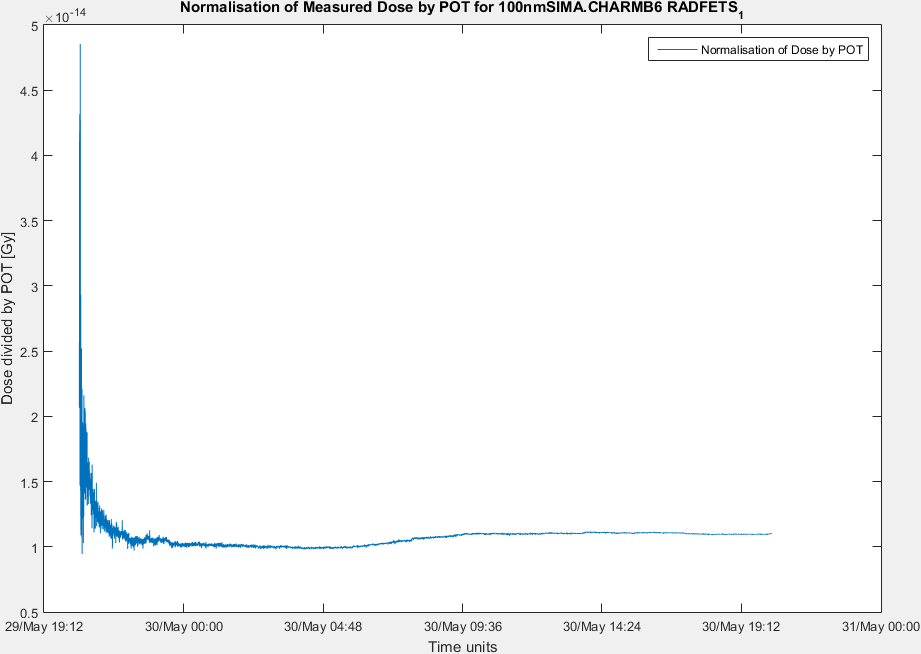 Normalisation of Measured Dose by POT for 100nmSIMA.CHARMB6 RADFETS1
×10-14
Normalisation of Dose by POT
5
4.5
4
3.5
3
2.5
2
1.5
1
0.5
Dose divided by POT [Gy]
29/May 19:12 30/May 00:00 30/May 04:48 30/May 09:36 30/May 14:24 30/May 19:12 31/May 00:00
Time units